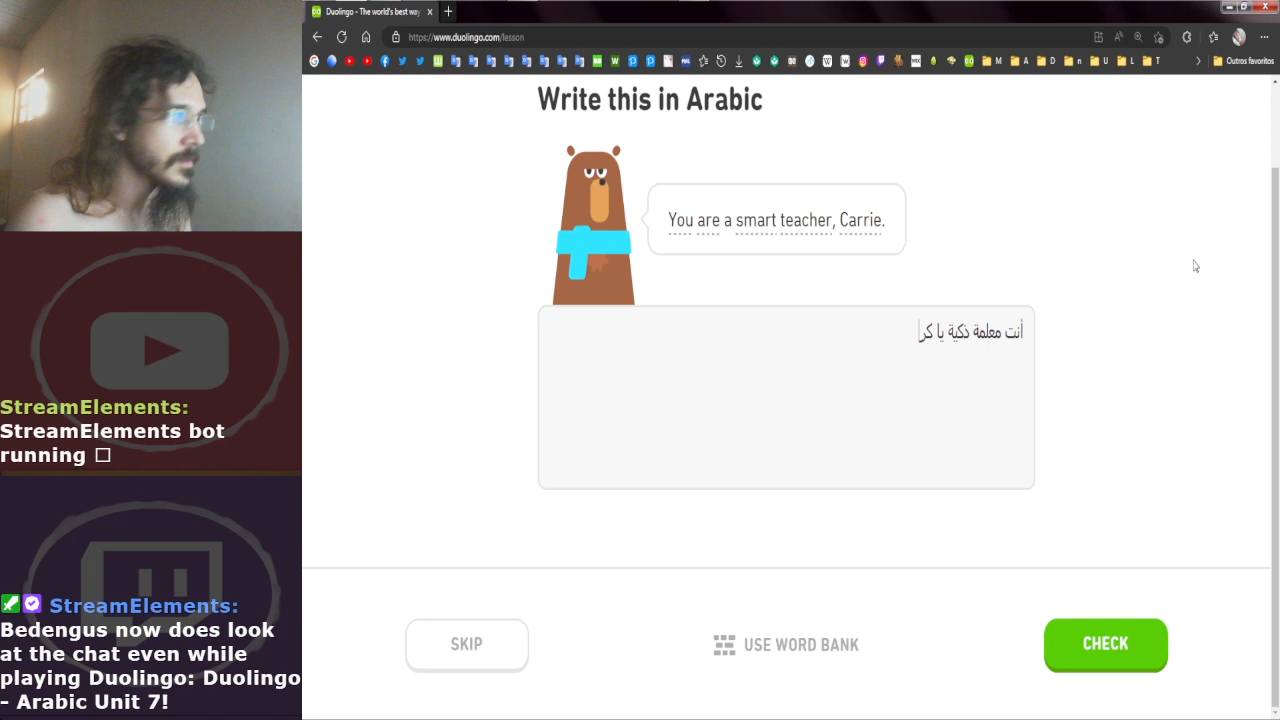 Duolingo - The world's best way
https://www.duolingo.com/lesson
M
A
D
n
U
L
T
Outros favoritos
Write this in Arabic
You are a smart teacher, Carrie.
أنت معلمة ذكية يا كر
StreamElements:
StreamElements bot
running
StreamElements:
Bedengus now does look
at the chat even while
playing Duolingo: Duolingo
- Arabic Unit 7!
SKIP
USE WORD BANK
CHECK